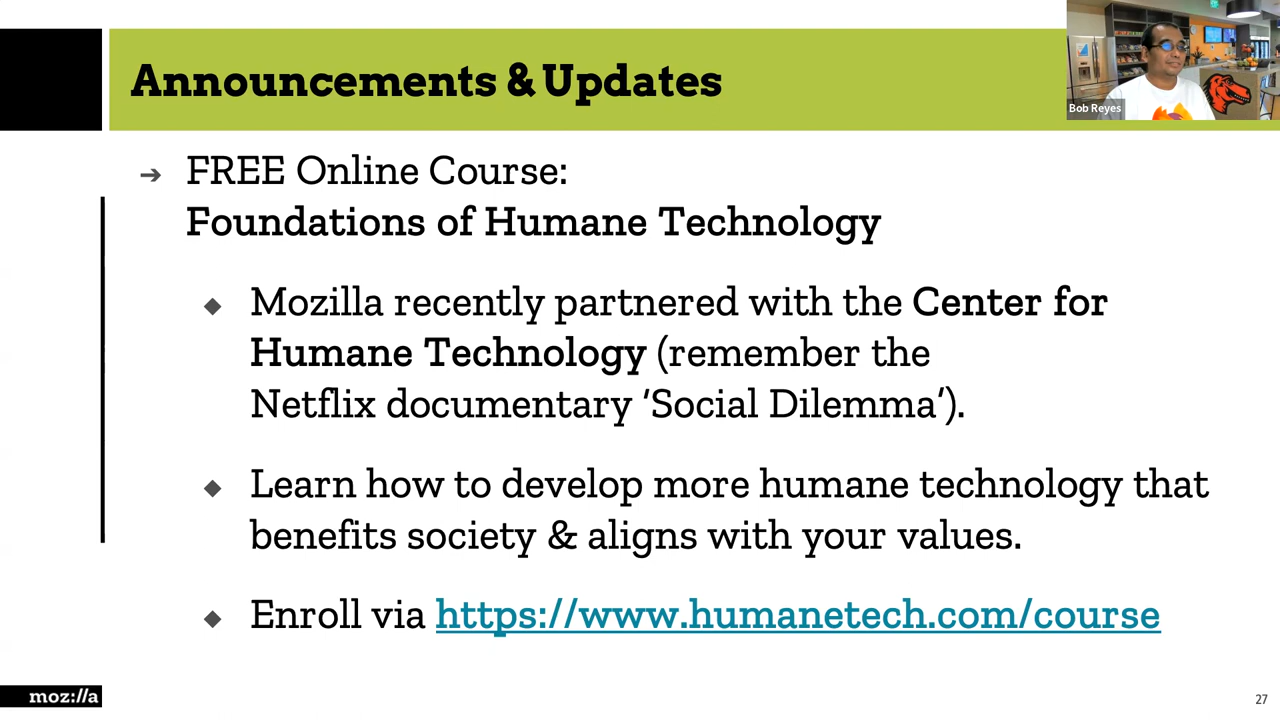 Announcements & Updates
Bob Reyes
➔ FREE Online Course:
Foundations of Humane Technology
◆ Mozilla recently partnered with the Center for
Humane Technology (remember the
Netflix documentary ‘Social Dilemma’).
◆ Learn how to develop more humane technology that
benefits society & aligns with your values.
◆ Enroll via https://www.humanetech.com/course
moz://a
27